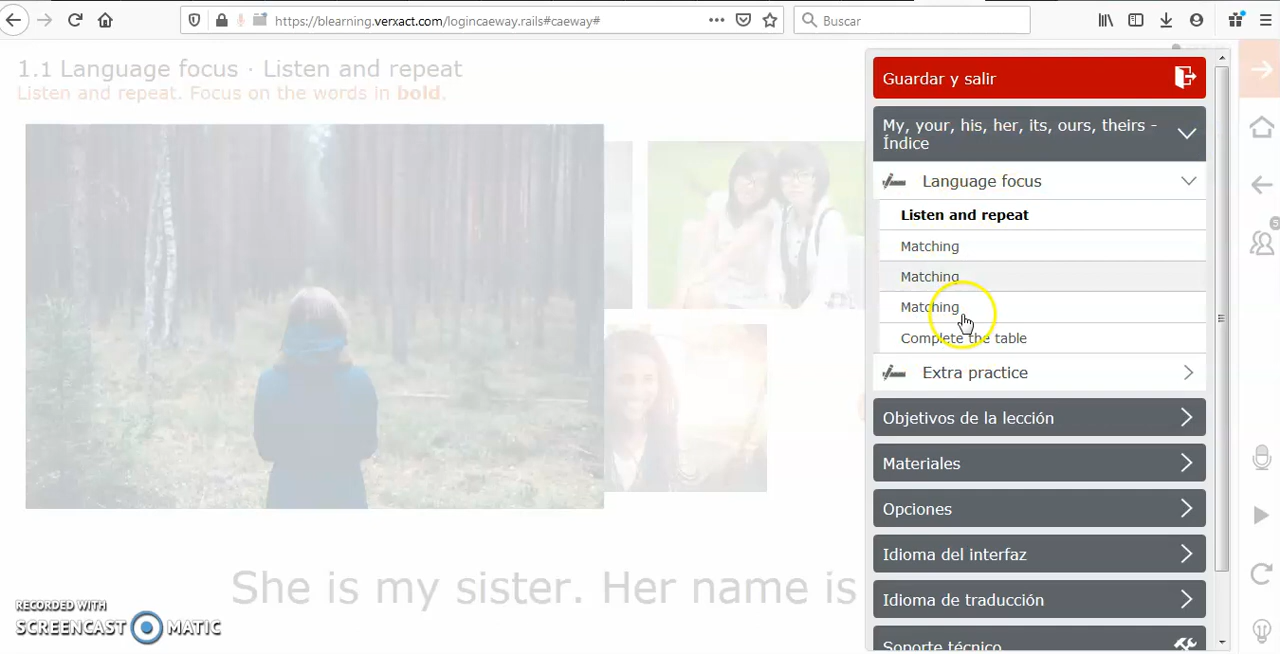 https://blearning.verxact.com/logincaeway.rails#caeway#
Buscar
1.1 Language focus · Listen and repeat
Listen and repeat. Focus on the words in bold.
She is my sister. Her name is
RECORDED WITH
SCREENCAST MATIC
Guardar y salir
My, your, his, her, its, ours, theirs -
Índice
Language focus
Listen and repeat
Matching
Matching
Matching
Complete the table
Extra practice
Objetivos de la lección
Materiales
Opciones
Idioma del interfaz
Idioma de traducción
Soporte técnico
5